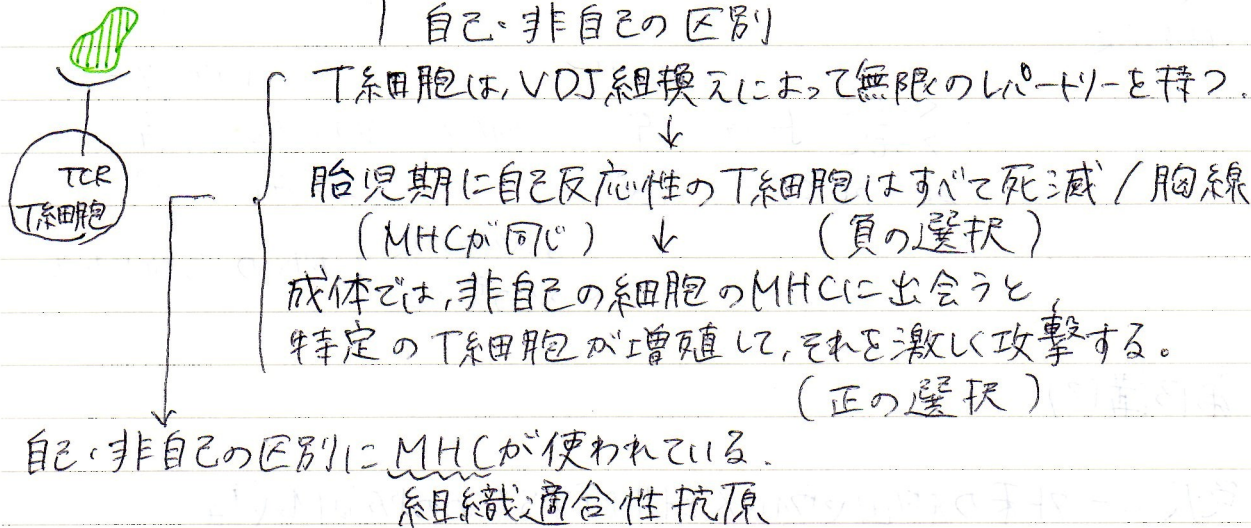 自己・非自己の区別
T細胞は,VDJ組換えによって無限のレパートリーを持つ.
↓
TCR
T細胞
胎児期に自己反応性のT細胞はすべて死滅/胸線
(MHCが同じ) ↓ (負の選択)
成体では,非自己の細胞のMHCに出会うと,
特定のT細胞が増殖して,それを激しく攻撃する。
(正の選択)
自己・非自己の区別にMHCが使われている.
組織適合性抗原